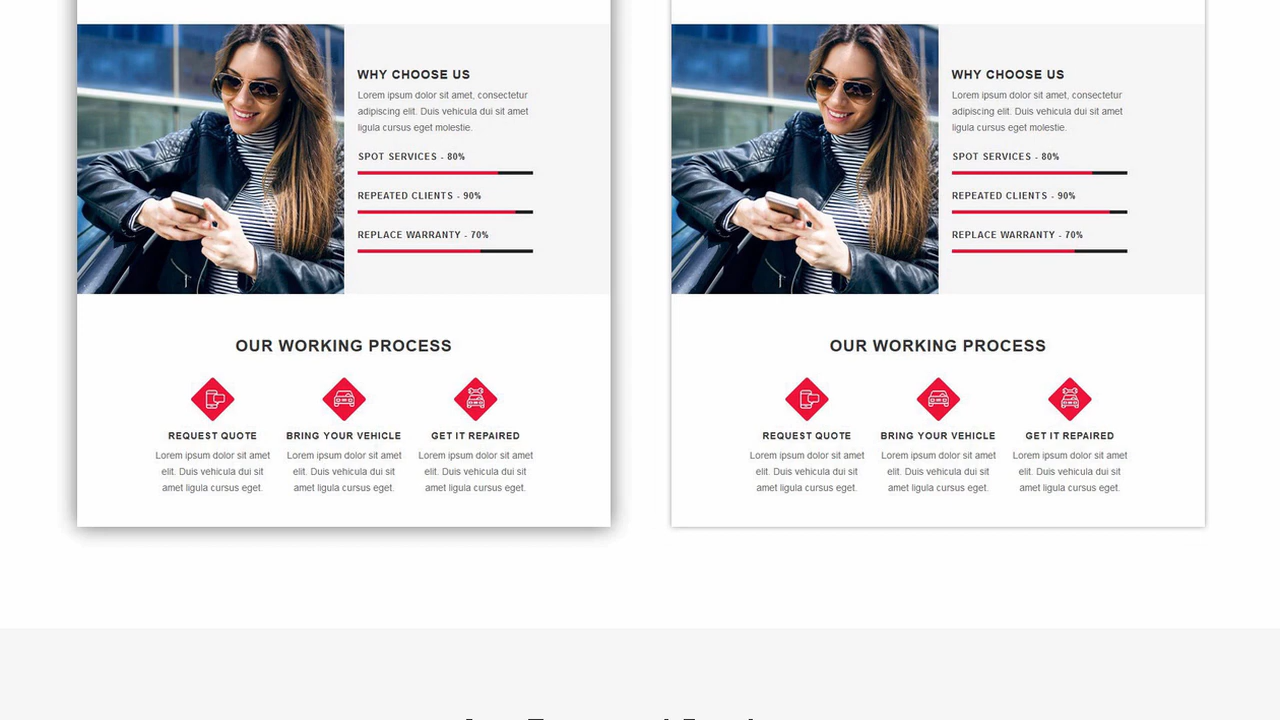 WHY CHOOSE US
Lorem ipsum dolor sit amet, consectetur
adipiscing elit. Duis vehicula dui sit amet
ligula cursus eget molestie.
SPOT SERVICES - 80%
REPEATED CLIENTS - 90%
REPLACE WARRANTY - 70%
OUR WORKING PROCESS
REQUEST QUOTE
Lorem ipsum dolor sit amet
elit. Duis vehicula dui sit
amet ligula cursus eget.
BRING YOUR VEHICLE
Lorem ipsum dolor sit amet
elit. Duis vehicula dui sit
amet ligula cursus eget.
GET IT REPAIRED
Lorem ipsum dolor sit amet
elit. Duis vehicula dui sit
amet ligula cursus eget.
WHY CHOOSE US
Lorem ipsum dolor sit amet, consectetur
adipiscing elit. Duis vehicula dui sit amet
ligula cursus eget molestie.
SPOT SERVICES - 80%
REPEATED CLIENTS - 90%
REPLACE WARRANTY - 70%
OUR WORKING PROCESS
REQUEST QUOTE
Lorem ipsum dolor sit amet
elit. Duis vehicula dui sit
amet ligula cursus eget.
BRING YOUR VEHICLE
Lorem ipsum dolor sit amet
elit. Duis vehicula dui sit
amet ligula cursus eget.
GET IT REPAIRED
Lorem ipsum dolor sit amet
elit. Duis vehicula dui sit
amet ligula cursus eget.